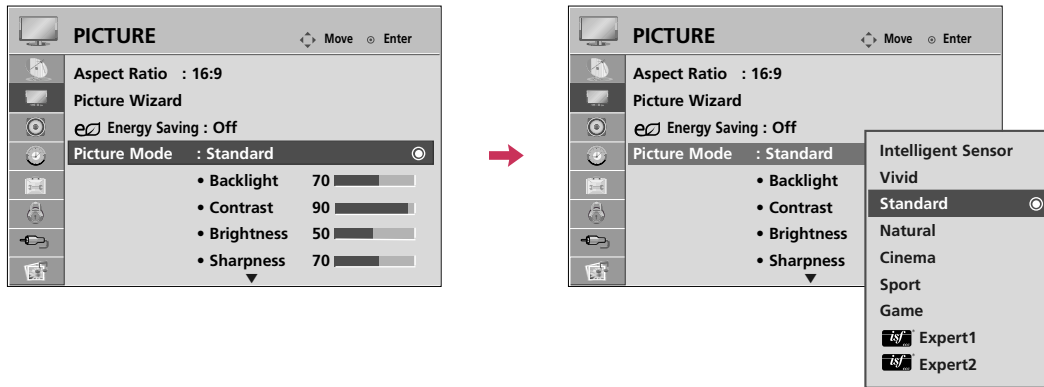 PICTURE
Move Enter
Aspect Ratio : 16:9
Picture Wizard
Energy Saving : Off
Picture Mode : Standard
• Backlight 70
• Contrast 90
• Brightness 50
• Sharpness 70
PICTURE
Move Enter
Aspect Ratio : 16:9
Picture Wizard
Energy Saving : Off
Picture Mode : Standard
• Backlight
• Contrast
• Brightness
• Sharpness
Intelligent Sensor
Vivid
Standard
Natural
Cinema
Sport
Game
isf Expert1
isf Expert2